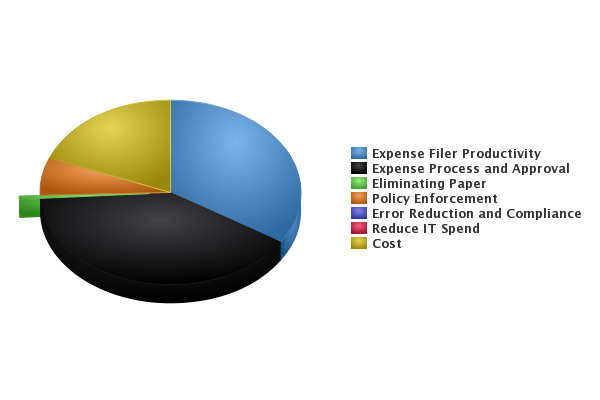 Expense Filer Productivity
Expense Process and Approval
Eliminating Paper
Policy Enforcement
Error Reduction and Compliance
Reduce IT Spend
Cost